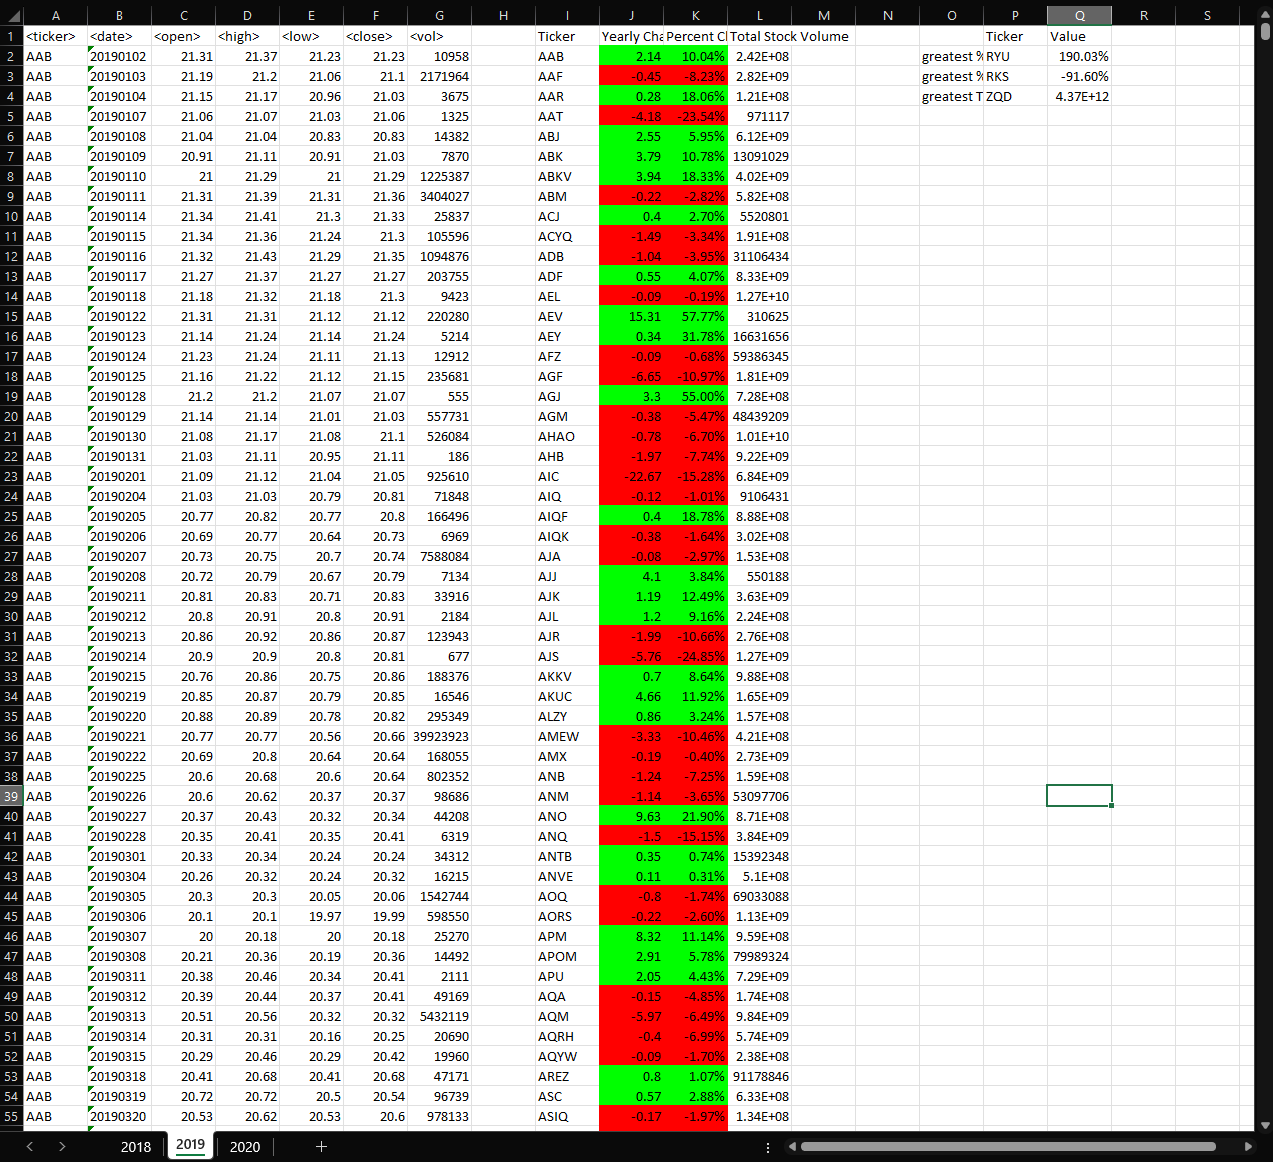 A B C D E F G H I J K L M N O P Q R S
1 <ticker> <date> <open> <high> <low> <close> <vol> Ticker Yearly Cha Percent Cl Total Stock Volume Ticker Value
2 AAB 20190102 21.31 21.37 21.23 21.23 10958 AAB 2.14 10.04% 2.42E+08 greatest % RYU 190.03%
3 AAB 20190103 21.19 21.2 21.06 21.1 2171964 AAF -0.45 -8.23% 2.82E+09 greatest % RKS -91.60%
4 AAB 20190104 21.15 21.17 20.96 21.03 3675 AAR 0.28 18.06% 1.21E+08 greatest T ZQD 4.37E+12
5 AAB 20190107 21.06 21.07 21.03 21.06 1325 AAT -4.18 -23.54% 971117
6 AAB 20190108 21.04 21.04 20.83 20.83 14382 ABJ 2.55 5.95% 6.12E+09
7 AAB 20190109 20.91 21.11 20.91 21.03 7870 ABK 3.79 10.78% 13091029
8 AAB 20190110 21 21.29 21 21.29 1225387 ABKV 3.94 18.33% 4.02E+09
9 AAB 20190111 21.31 21.39 21.31 21.36 3404027 ABM -0.22 -2.82% 5.82E+08
10 AAB 20190114 21.34 21.41 21.3 21.33 25837 ACJ 0.4 2.70% 5520801
11 AAB 20190115 21.34 21.36 21.24 21.3 105596 ACYQ -1.49 -3.34% 1.91E+08
12 AAB 20190116 21.32 21.43 21.29 21.35 1094876 ADB -1.04 -3.95% 31106434
13 AAB 20190117 21.27 21.37 21.27 21.27 203755 ADF 0.55 4.07% 8.33E+09
14 AAB 20190118 21.18 21.32 21.18 21.3 9423 AEL -0.09 -0.19% 1.27E+10
15 AAB 20190122 21.31 21.31 21.12 21.12 220280 AEV 15.31 57.77% 310625
16 AAB 20190123 21.14 21.24 21.14 21.24 5214 AEY 0.34 31.78% 16631656
17 AAB 20190124 21.23 21.24 21.11 21.13 12912 AFZ -0.09 -0.68% 59386345
18 AAB 20190125 21.16 21.22 21.12 21.15 235681 AGF -6.65 -10.97% 1.81E+09
19 AAB 20190128 21.2 21.2 21.07 21.07 555 AGJ 3.3 55.00% 7.28E+08
20 AAB 20190129 21.14 21.14 21.01 21.03 557731 AGM -0.38 -5.47% 48439209
21 AAB 20190130 21.08 21.17 21.08 21.1 526084 AHAO -0.78 -6.70% 1.01E+10
22 AAB 20190131 21.03 21.11 20.95 21.11 186 AHB -1.97 -7.74% 9.22E+09
23 AAB 20190201 21.09 21.12 21.04 21.05 925610 AIC -22.67 -15.28% 6.84E+09
24 AAB 20190204 21.03 21.03 20.79 20.81 71848 AIQ -0.12 -1.01% 9106431
25 AAB 20190205 20.77 20.82 20.77 20.8 166496 AIQF 0.4 18.78% 8.88E+08
26 AAB 20190206 20.69 20.77 20.64 20.73 6969 AIQK -0.38 -1.64% 3.02E+08
27 AAB 20190207 20.73 20.75 20.7 20.74 7588084 AJA -0.08 -2.97% 1.53E+08
28 AAB 20190208 20.72 20.79 20.67 20.79 7134 AJJ 4.1 3.84% 550188
29 AAB 20190211 20.81 20.83 20.71 20.83 33916 AJK 1.19 12.49% 3.63E+09
30 AAB 20190212 20.8 20.91 20.8 20.91 2184 AJL 1.2 9.16% 2.24E+08
31 AAB 20190213 20.86 20.92 20.86 20.87 123943 AJR -1.99 -10.66% 2.76E+08
32 AAB 20190214 20.9 20.9 20.8 20.81 677 AJS -5.76 -24.85% 1.27E+09
33 AAB 20190215 20.76 20.86 20.75 20.86 188376 AKKV 0.7 8.64% 9.88E+08
34 AAB 20190219 20.85 20.87 20.79 20.85 16546 AKUC 4.66 11.92% 1.65E+09
35 AAB 20190220 20.88 20.89 20.78 20.82 295349 ALZY 0.86 3.24% 1.57E+08
36 AAB 20190221 20.77 20.77 20.56 20.66 39923923 AMEW -3.33 -10.46% 4.21E+08
37 AAB 20190222 20.69 20.8 20.64 20.64 168055 AMX -0.19 -0.40% 2.73E+09
38 AAB 20190225 20.6 20.68 20.6 20.64 802352 ANB -1.24 -7.25% 1.59E+08
39 AAB 20190226 20.6 20.62 20.37 20.37 98686 ANM -1.14 -3.65% 53097706
40 AAB 20190227 20.37 20.43 20.32 20.34 44208 ANO 9.63 21.90% 8.71E+08
41 AAB 20190228 20.35 20.41 20.35 20.41 6319 ANQ -1.5 -15.15% 3.84E+09
42 AAB 20190301 20.33 20.34 20.24 20.24 34312 ANTB 0.35 0.74% 15392348
43 AAB 20190304 20.26 20.32 20.24 20.32 16215 ANVE 0.11 0.31% 5.1E+08
44 AAB 20190305 20.3 20.3 20.05 20.06 1542744 AOQ -0.8 -1.74% 69033088
45 AAB 20190306 20.1 20.1 19.97 19.99 598550 AORS -0.22 -2.60% 1.13E+09
46 AAB 20190307 20 20.18 20 20.18 25270 APM 8.32 11.14% 9.59E+08
47 AAB 20190308 20.21 20.36 20.19 20.36 14492 APOM 2.91 5.78% 79989324
48 AAB 20190311 20.38 20.46 20.34 20.41 2111 APU 2.05 4.43% 7.29E+09
49 AAB 20190312 20.39 20.44 20.37 20.41 49169 AQA -0.15 -4.85% 1.74E+08
50 AAB 20190313 20.51 20.56 20.32 20.32 5432119 AQM -5.97 -6.49% 9.84E+09
51 AAB 20190314 20.31 20.31 20.16 20.25 20690 AQRH -0.4 -6.99% 5.74E+09
52 AAB 20190315 20.29 20.46 20.29 20.42 19960 AQYW -0.09 -1.70% 2.38E+08
53 AAB 20190318 20.41 20.68 20.41 20.68 47171 AREZ 0.8 1.07% 91178846
54 AAB 20190319 20.72 20.72 20.5 20.54 96739 ASC 0.57 2.88% 6.33E+08
55 AAB 20190320 20.53 20.62 20.53 20.6 978133 ASIQ -0.17 -1.97% 1.34E+08
2018 2019 2020